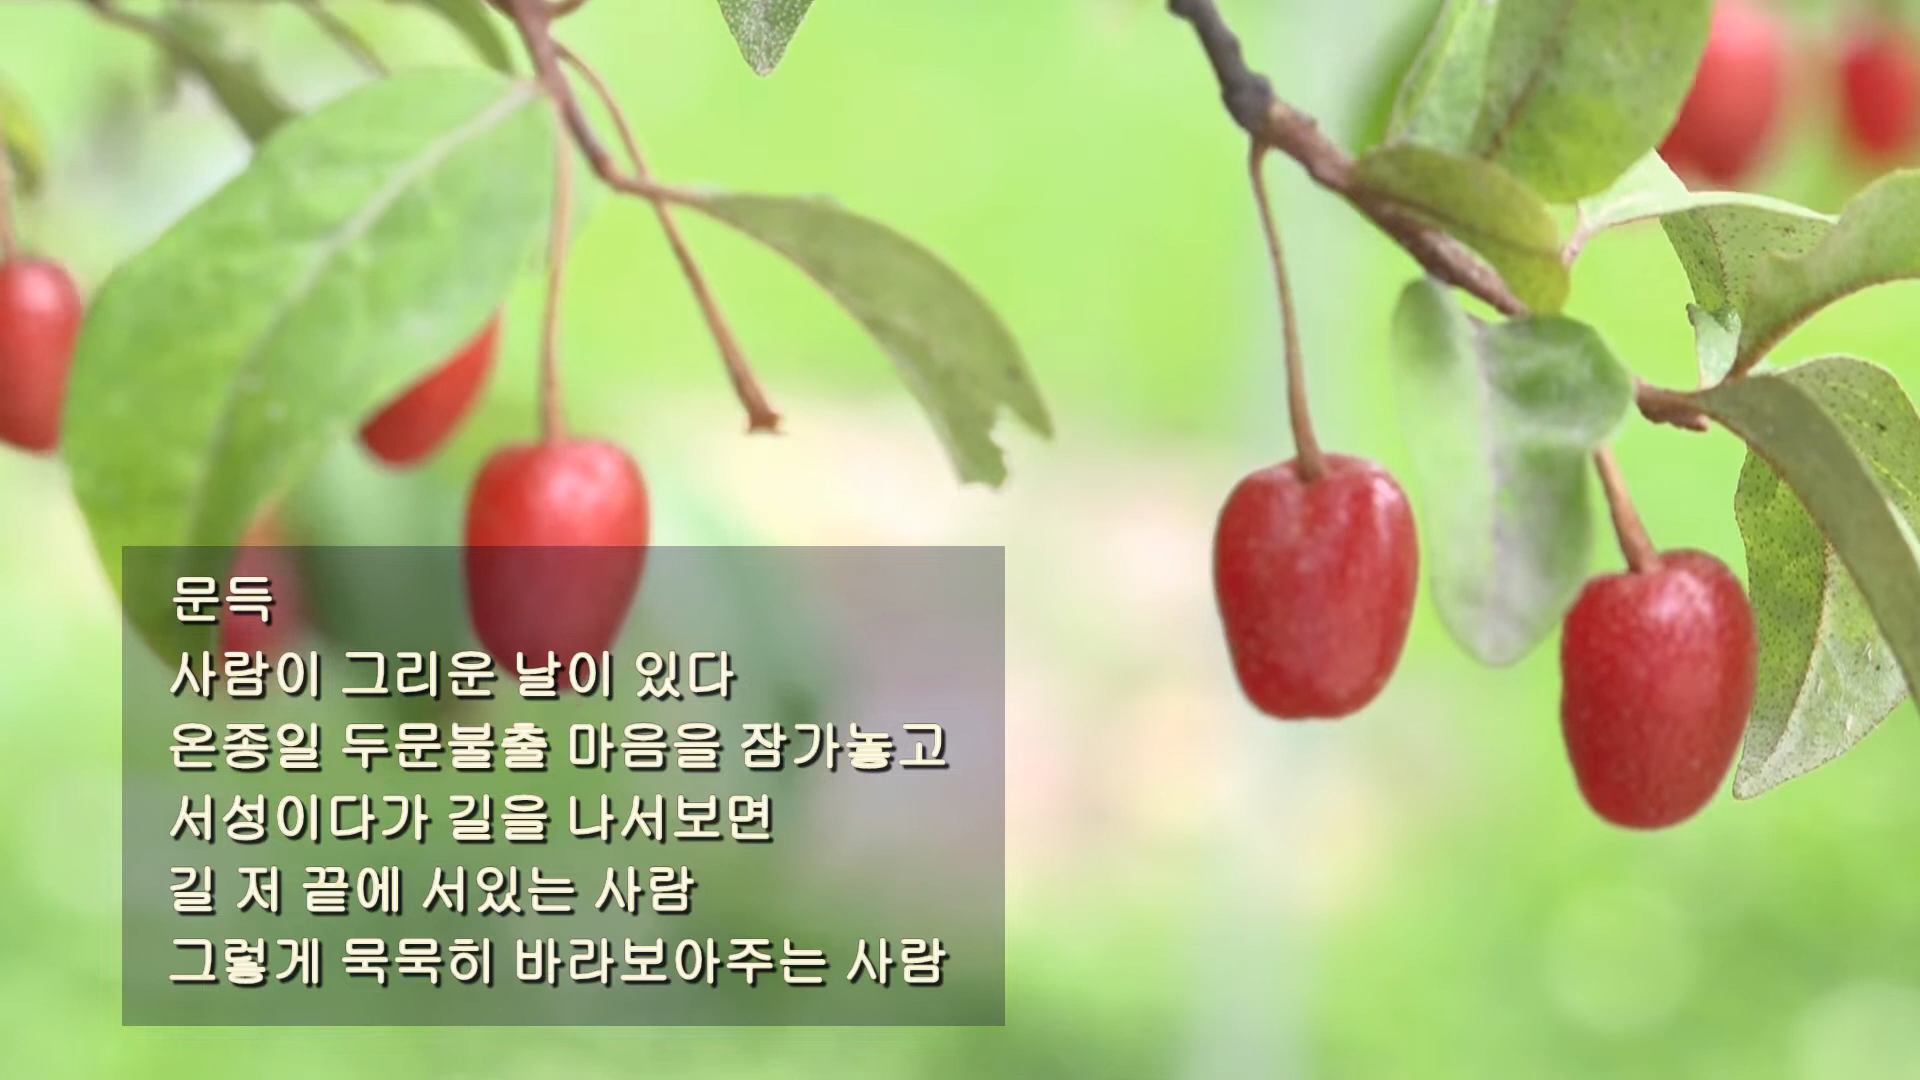 문득
사람이 그리운 날이 있다
온종일 두문불출 마음을 잠가놓고
서성이다가 길을 나서보면
길 저 끝에 서있는 사람
그렇게 묵묵히 바라보아주는 사람